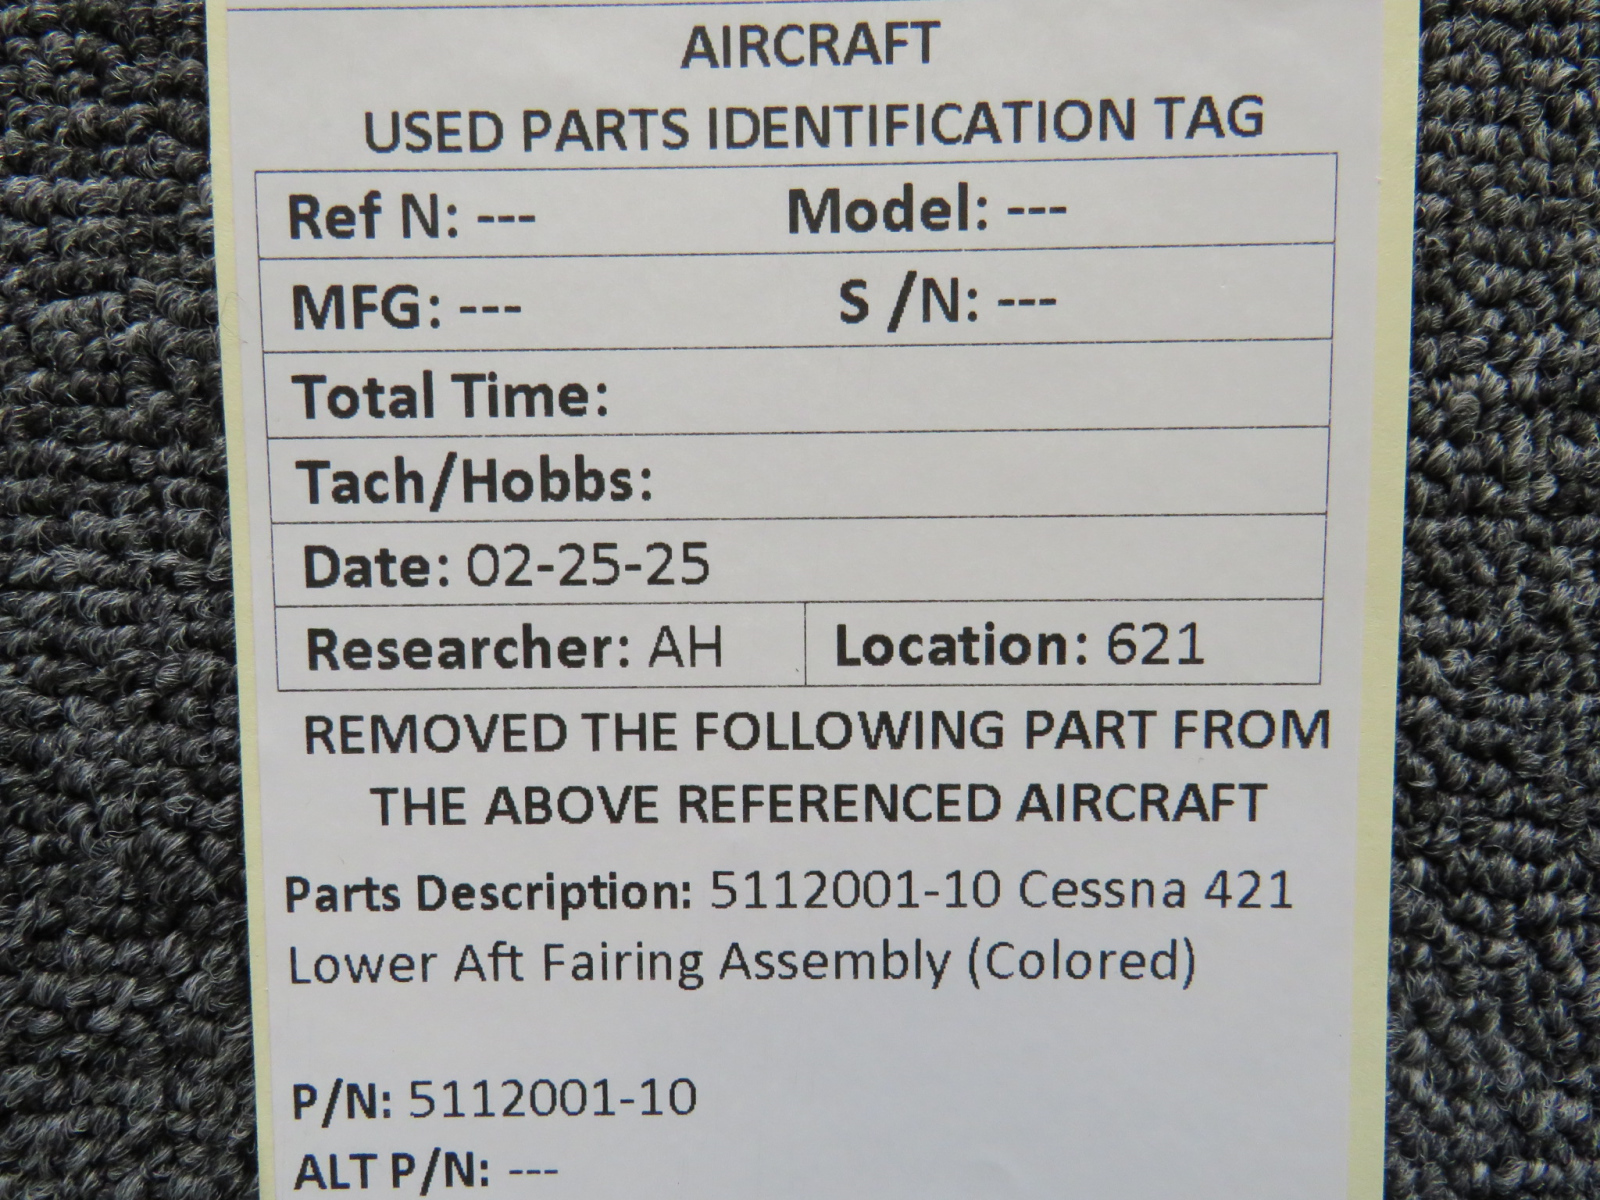 AIRCRAFT
USED PARTS IDENTIFICATION TAG
Ref N: --- Model: ---
MFG: --- S /N: ---
Total Time:
Tach/Hobbs:
Date: 02-25-25
Researcher: AH Location: 621
REMOVED THE FOLLOWING PART FROM
THE ABOVE REFERENCED AIRCRAFT
Parts Description: 5112001-10 Cessna 421
Lower Aft Fairing Assembly (Colored)
P/N: 5112001-10
ALT P/N: ---